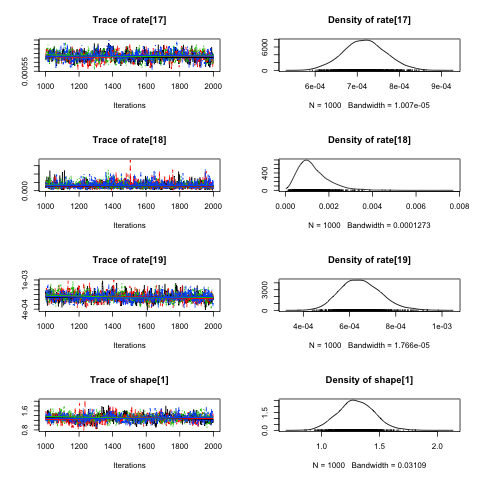 Trace of rate[17]
Density of rate[17]
0.00055
0 6000
1000 1200 1400 1600 1800 2000
6e-04 7e-04 8e-04 9e-04
Iterations
N = 1000 Bandwidth = 1.007e-05
Trace of rate[18]
Density of rate[18]
0.000
0 400
1000 1200 1400 1600 1800 2000
0.000 0.002 0.004 0.006 0.008
Iterations
N = 1000 Bandwidth = 0.0001273
Trace of rate[19]
Density of rate[19]
4e-04 1e-03
0 3000
1000 1200 1400 1600 1800 2000
4e-04 6e-04 8e-04 1e-03
Iterations
N = 1000 Bandwidth = 1.766e-05
Trace of shape[1]
Density of shape[1]
0.8 1.6
0.0 1.5
1000 1200 1400 1600 1800 2000
1.0 1.5 2.0
Iterations
N = 1000 Bandwidth = 0.03109